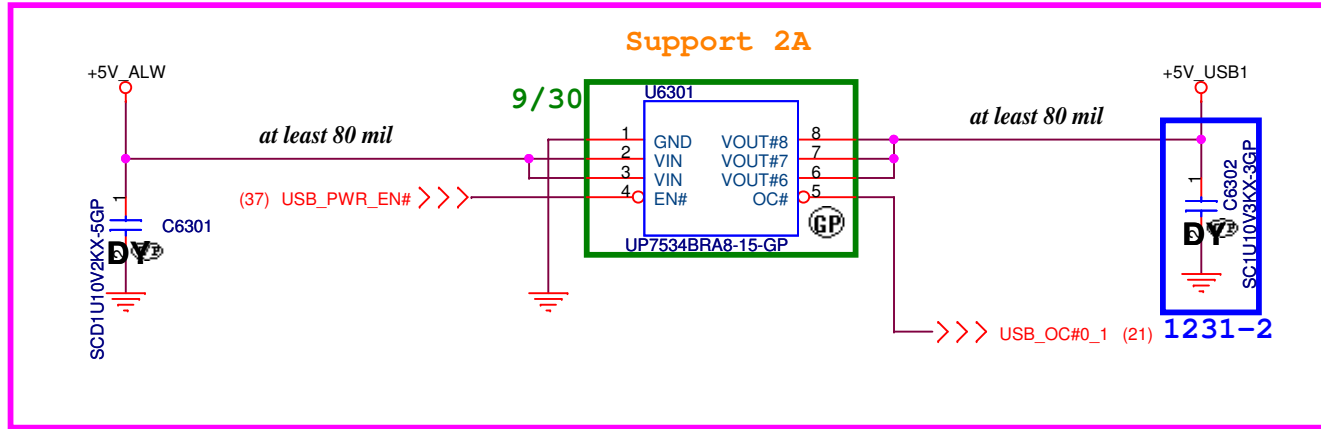 Support 2A
+5V_ALW
+5V_USB1
9/30
U6301
at least 80 mil
at least 80 mil
1 GND VOUT#8 8
2 VIN VOUT#7 7
3 VIN VOUT#6 6
4 EN# OC# 5
(37) USB_PWR_EN#
GP
UP7534BRA8-15-GP
1
C6301
DY
SCD1U10V2KX-5GP
1
C6302
DY
SC1U10V3KX-3GP
USB_OC#0_1 (21)
1231-2